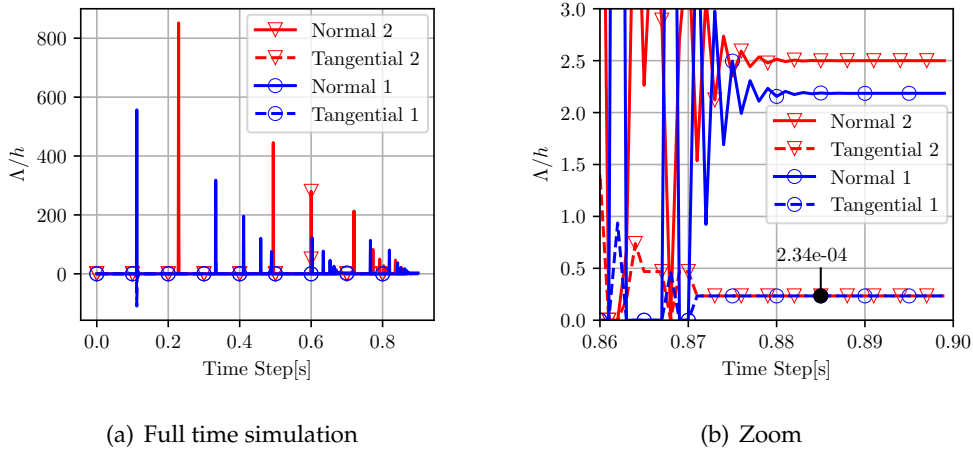 800
600
400
200
0
Λ/h
0.0 0.2 0.4 0.6 0.8
Time Step[s]
Normal 2
Tangential 2
Normal 1
Tangential 1
(a) Full time simulation
3.0
2.5
2.0
1.5
1.0
0.5
0.0
Λ/h
0.86 0.87 0.88 0.89 0.90
Time Step[s]
Normal 2
Tangential 2
Normal 1
Tangential 1
2.34e-04
(b) Zoom